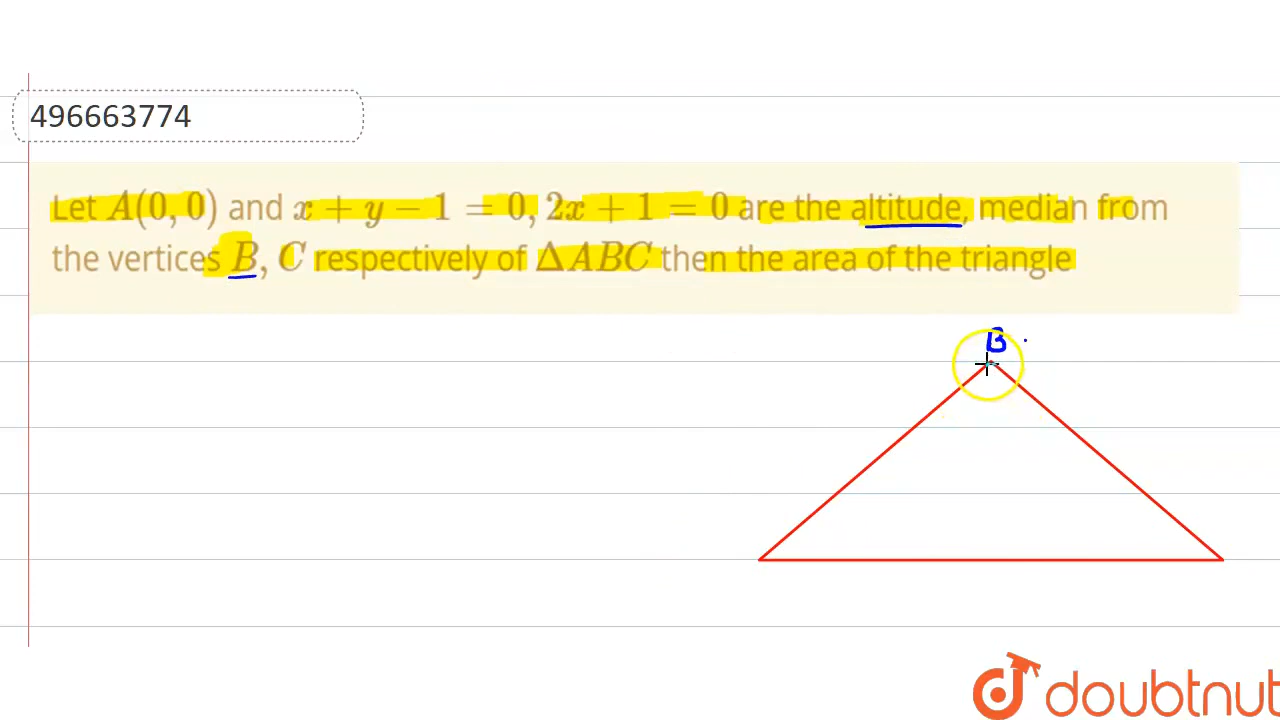 496663774
Let A(0, 0) and x + y − 1 = 0, 2x + 1 = 0 are the altitude, median from
the vertices B, C respectively of ΔABC then the area of the triangle
B
doubtnut